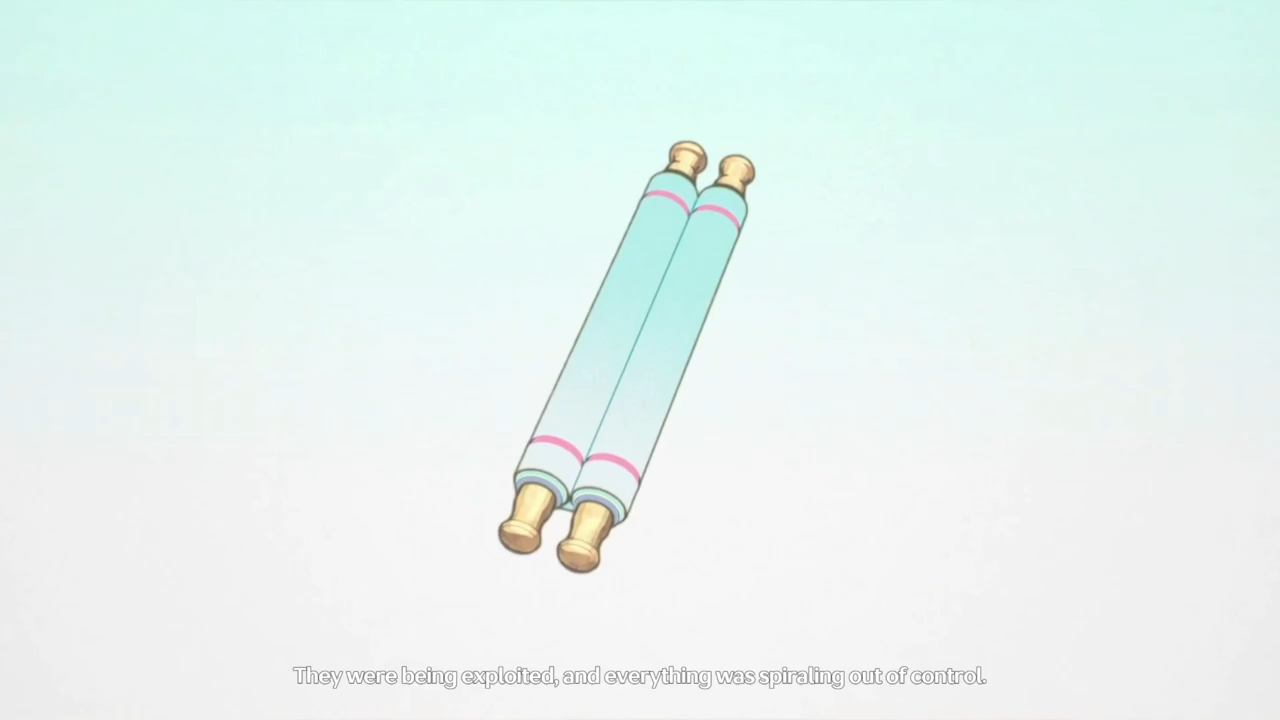 They were being exploited, and everything was spiraling out of control.